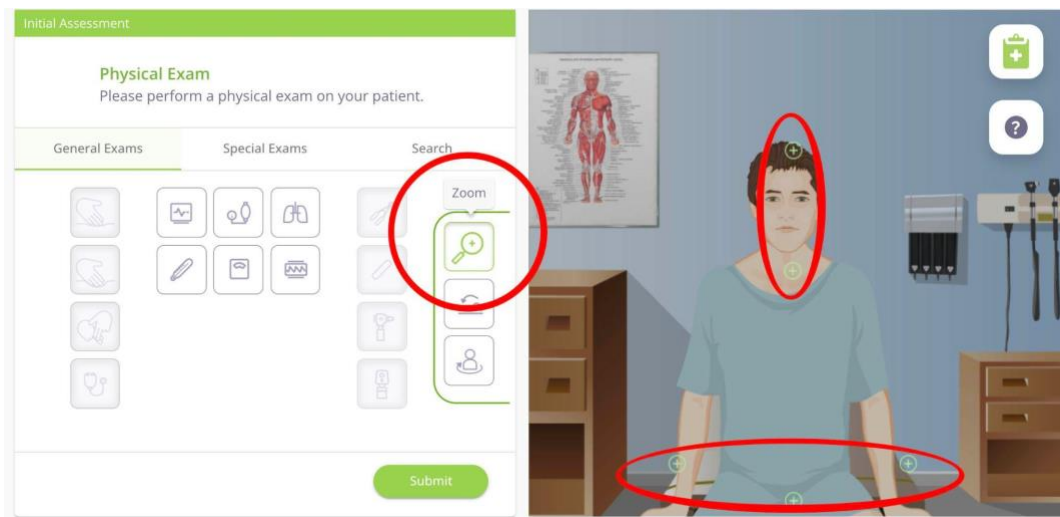 Initial Assessment
Physical Exam
Please perform a physical exam on your patient.
General Exams
Special Exams
Search
Zoom
Submit
?